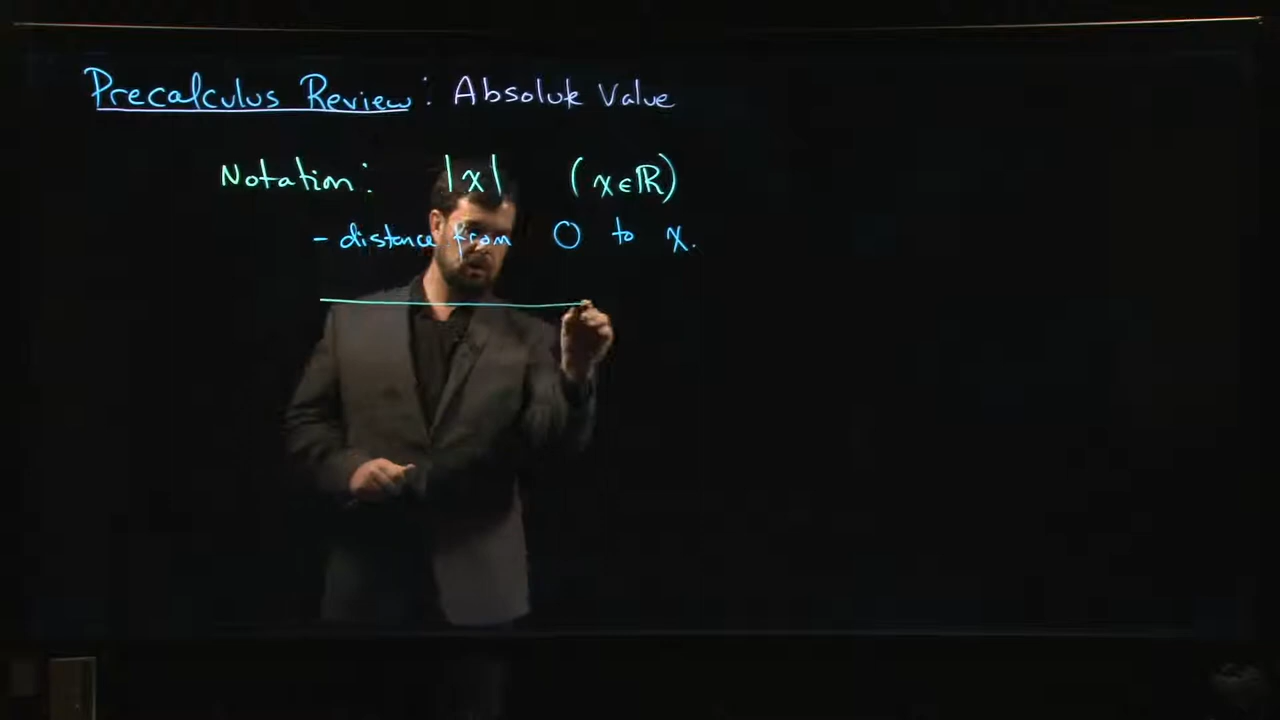 Precalculus Review: Absolute Value
Notation: |x| (x∈ℝ)
- distance from 0 to x.